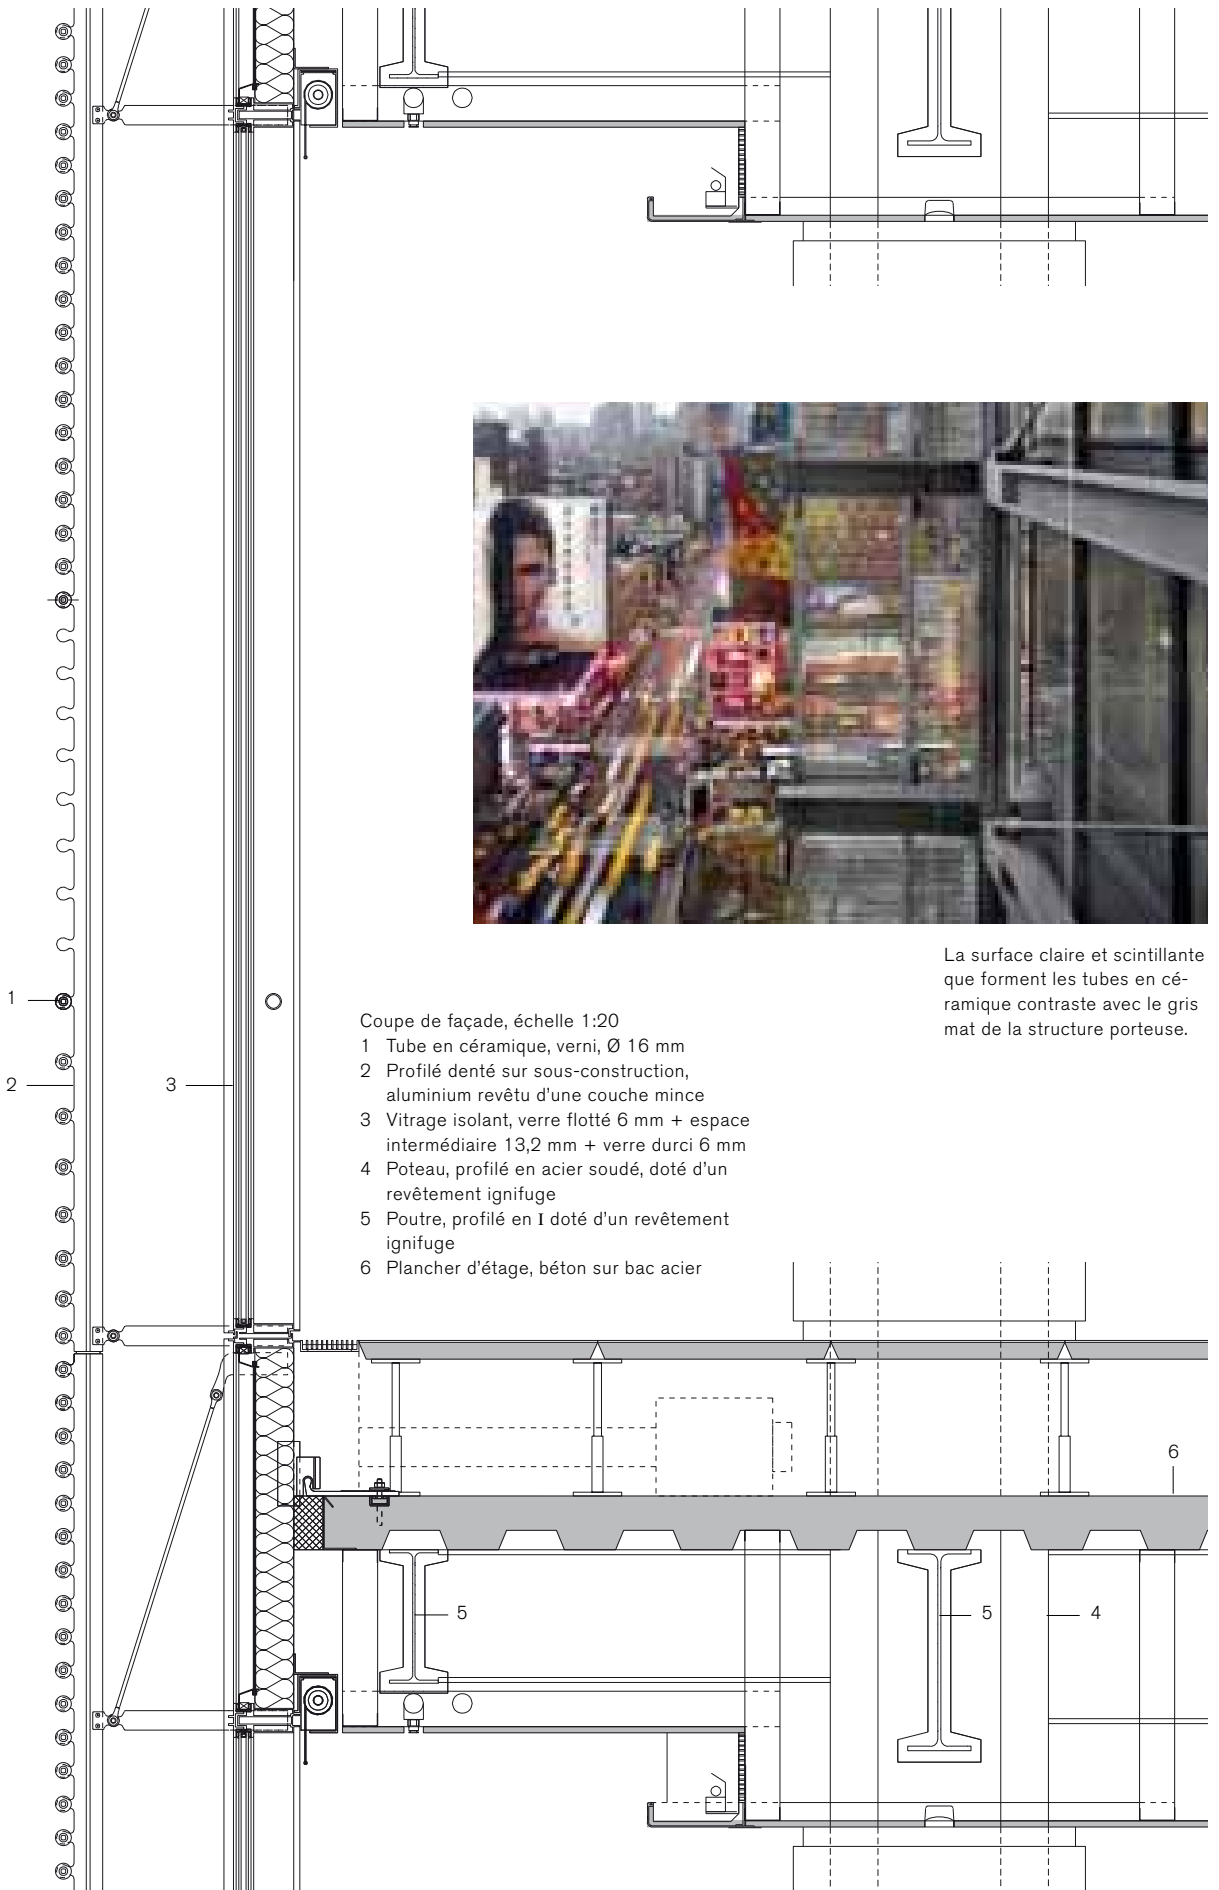 La surface claire et scintillante
que forment les tubes en cé-
ramique contraste avec le gris
mat de la structure porteuse.
1
2
3
Coupe de façade, échelle 1:20
1 Tube en céramique, verni, Ø 16 mm
2 Profilé denté sur sous-construction,
aluminium revêtu d'une couche mince
3 Vitrage isolant, verre flotté 6 mm + espace
intermédiaire 13,2 mm + verre durci 6 mm
4 Poteau, profilé en acier soudé, doté d'un
revêtement ignifuge
5 Poutre, profilé en I doté d'un revêtement
ignifuge
6 Plancher d'étage, béton sur bac acier
6
5
5
4